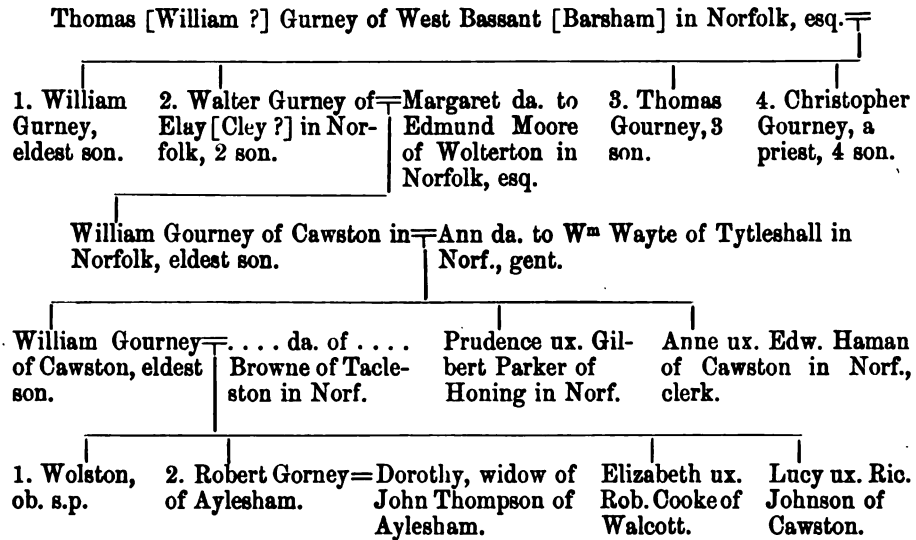 Thomas [William ?] Gurney of West Bassant [Barsham] in Norfolk, esq.
1. William
Gurney,
eldest son.
2. Walter Gurney of
Elay [Cley ?] in Nor-
folk, 2 son.
Margaret da. to
Edmund Moore
of Wolterton in
Norfolk, esq.
3. Thomas
Gourney, 3
son.
4. Christopher
Gourney, a
priest, 4 son.
William Gourney of Cawston in
Norfolk, eldest son.
Ann da. to Wᵐ Wayte of Tytleshall in
Norf., gent.
William Gourney
of Cawston, eldest
son.
. . . . da. of . . . .
Browne of Tacle-
ston in Norf.
Prudence ux. Gil-
bert Parker of
Honing in Norf.
Anne ux. Edw. Haman
of Cawston in Norf.,
clerk.
1. Wolston,
ob. s.p.
2. Robert Gorney=
of Aylesham.
Dorothy, widow of
John Thompson of
Aylesham.
Elizabeth ux.
Rob. Cooke of
Walcott.
Lucy ux. Ric.
Johnson of
Cawston.